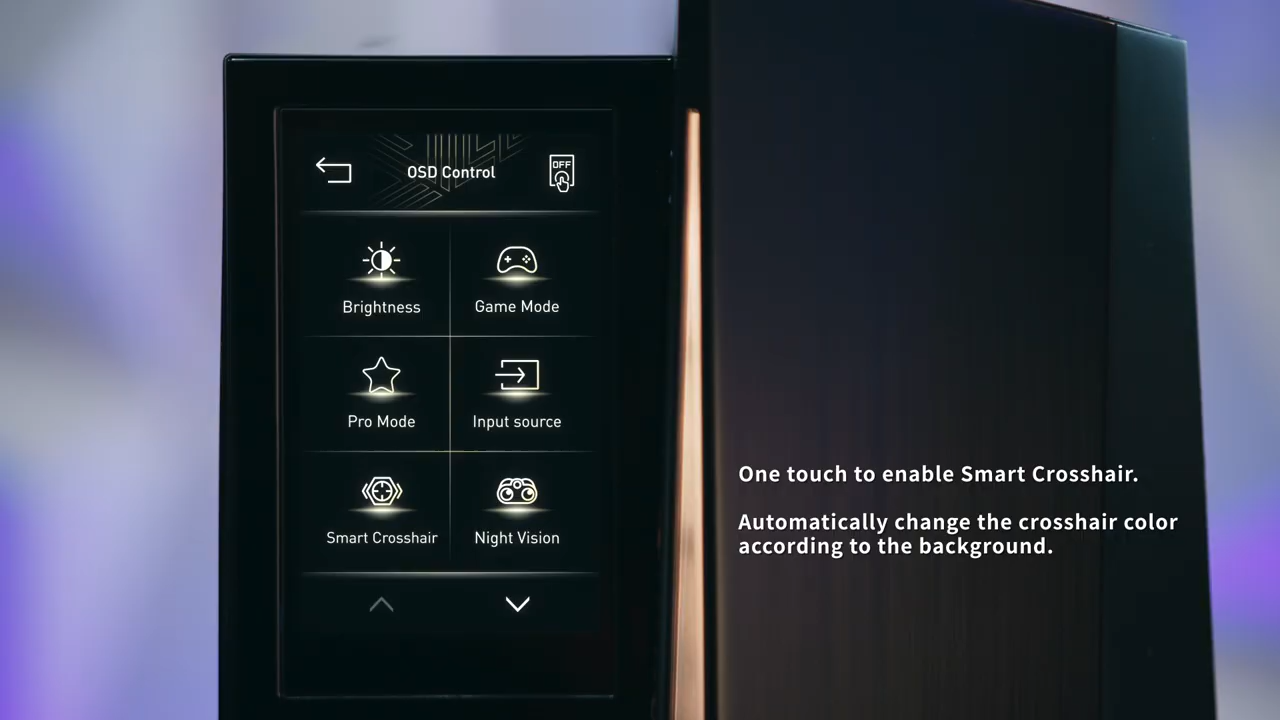 OSD Control
OFF
Brightness
Game Mode
Pro Mode
Input source
Smart Crosshair
Night Vision
One touch to enable Smart Crosshair.
Automatically change the crosshair color
according to the background.